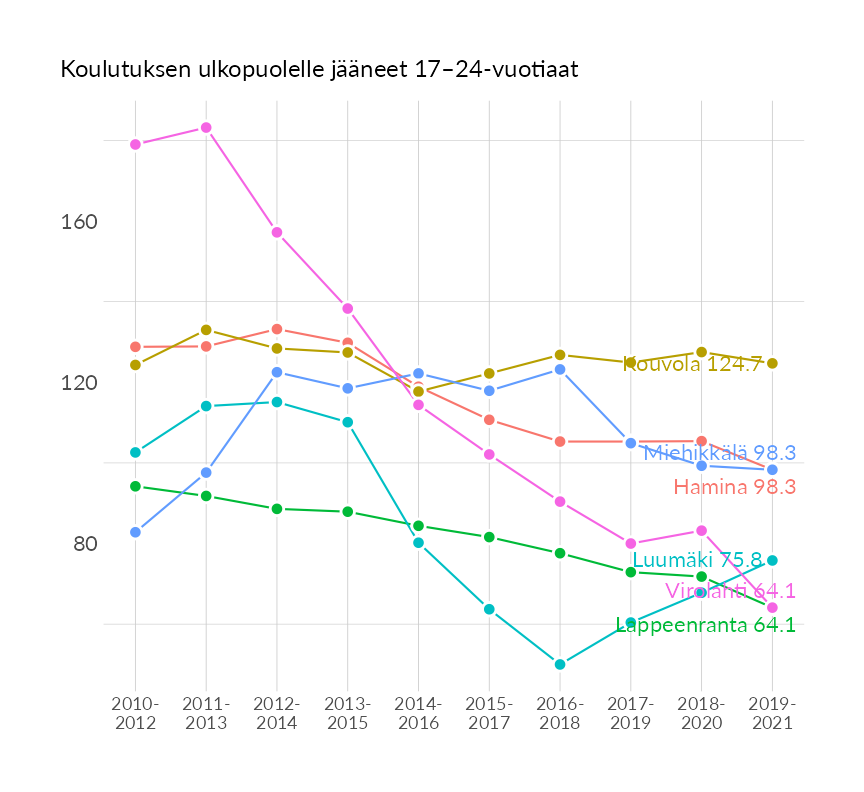 Koulutuksen ulkopuolelle jääneet 17–24-vuotiaat
160
120
80
Kouvola 124.7
Miehikkälä 98.3
Hamina 98.3
Luumäki 75.8
Virolahti 64.1
Lappeenranta 64.1
2010- 2011- 2012- 2013- 2014- 2015- 2016- 2017- 2018- 2019-
2012 2013 2014 2015 2016 2017 2018 2019 2020 2021